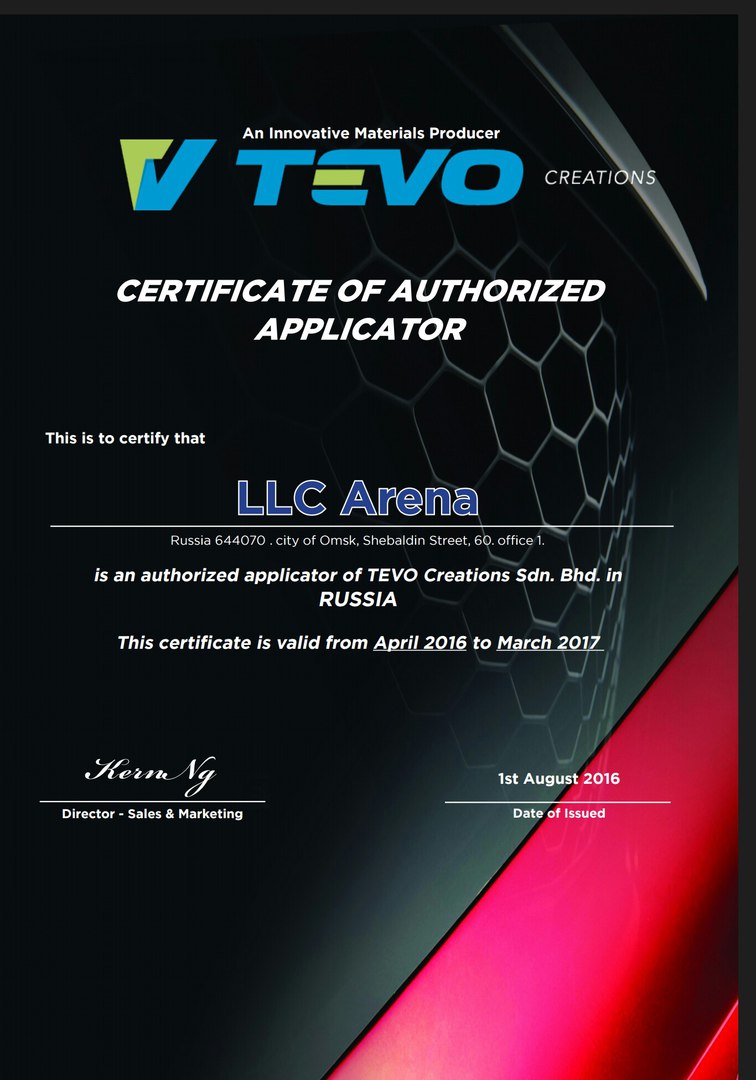 An Innovative Materials Producer
TEVO CREATIONS
CERTIFICATE OF AUTHORIZED
APPLICATOR
This is to certify that
LLC Arena
Russia 644070 . city of Omsk, Shebaldin Street, 60. office 1.
is an authorized applicator of TEVO Creations Sdn. Bhd. in
RUSSIA
This certificate is valid from April 2016 to March 2017
Kern Ng
1st August 2016
Director - Sales & Marketing
Date of Issued